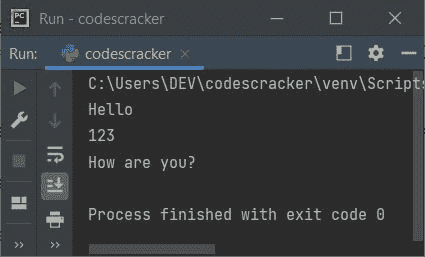 PC Run - codescracker
Run: codescracker
C:\Users\DEV\codescracker\venv\Scripts
Hello
123
How are you?
Process finished with exit code 0